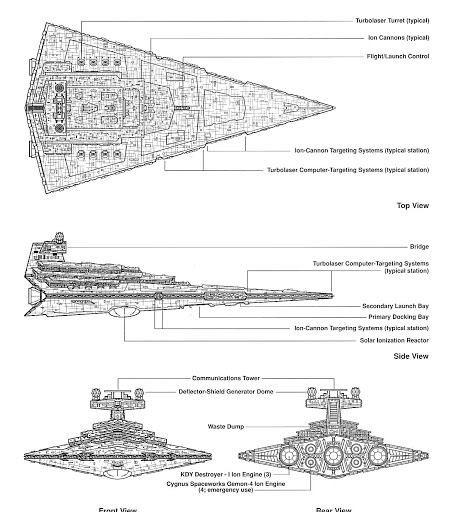 Turbolaser Turret (typical)
Ion Cannons (typical)
Flight/Launch Control
Ion-Cannon Targeting Systems (typical station)
Turbolaser Computer-Targeting Systems (typical station)
Top View
Bridge
Turbolaser Computer-Targeting Systems
(typical station)
Secondary Launch Bay
Primary Docking Bay
Ion-Cannon Targeting Systems (typical station)
Solar Ionization Reactor
Side View
Communications Tower
Deflector-Shield Generator Dome
Waste Dump
KDY Destroyer - I Ion Engine (3)
Cygnus Spaceworks Gemon-4 Ion Engine
(4; emergency use)
Front View
Rear View